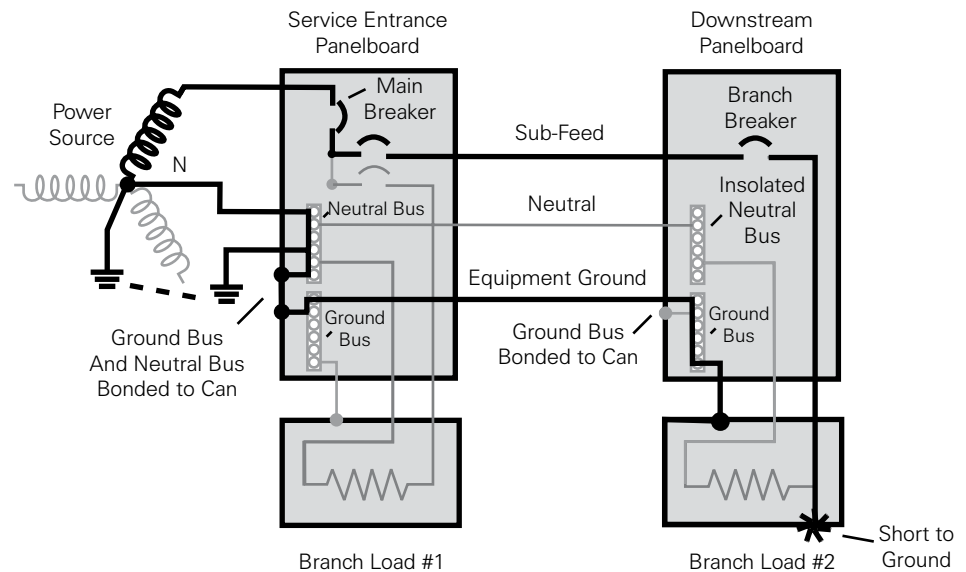 Service Entrance
Panelboard
Downstream
Panelboard
Power
Source
Main
Breaker
Branch
Breaker
Sub-Feed
N
Neutral Bus
Neutral
Insolated
Neutral
Bus
Equipment Ground
Ground
Bus
Ground Bus
And Neutral Bus
Bonded to Can
Ground Bus
Bonded to Can
Ground
Bus
Branch Load #1
Branch Load #2
Short to
Ground